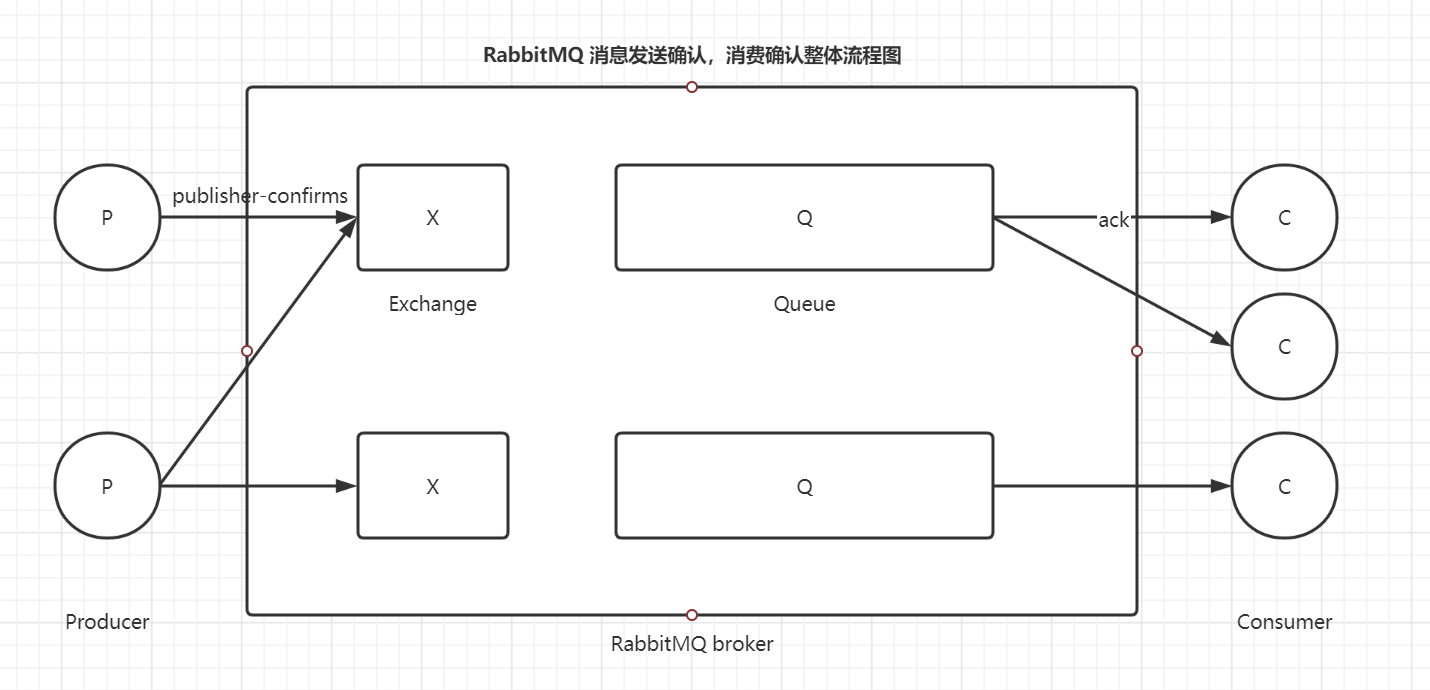 RabbitMQ 消息发送确认，消费确认整体流程图
publisher-confirms
P
X
Q
ack
C
Exchange
Queue
C
P
X
Q
C
Producer
Consumer
RabbitMQ broker